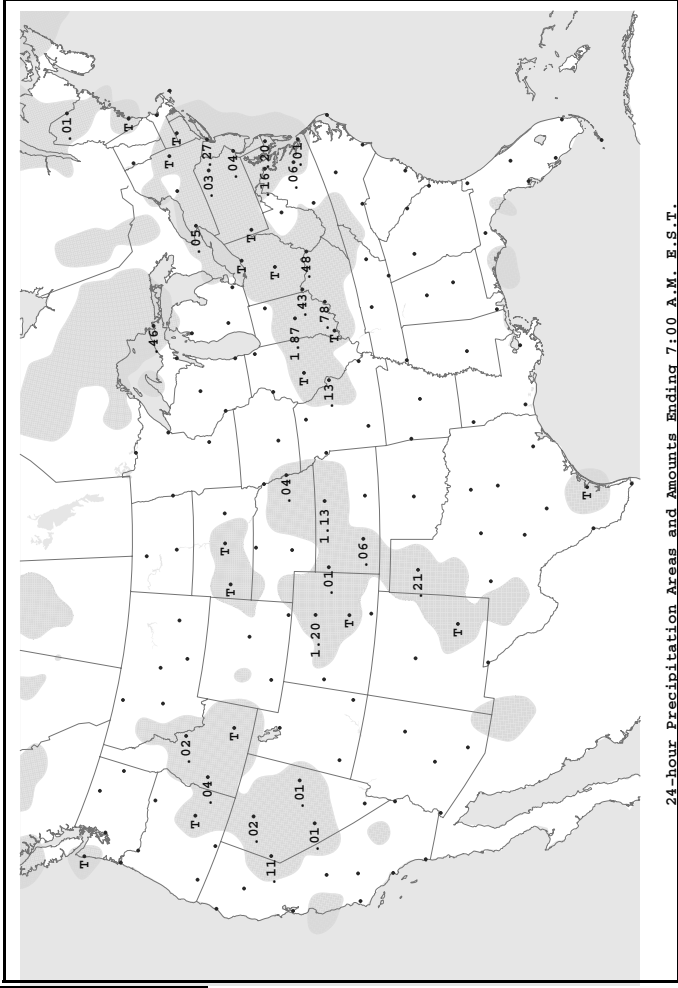 .01
T
T
.46
T
T
.02
T
.05
.27
.04
.03
T
T
.04
T
T
T
.02
.16
.20
.11
T
.04
.06
1.87
.01
.01
.43
T
.48
.01
1.20
1.13
.78
.01
.13
T
T
.06
.21
T
T
24-hour Precipitation Areas and Amounts Ending 7:00 A.M. E.S.T.